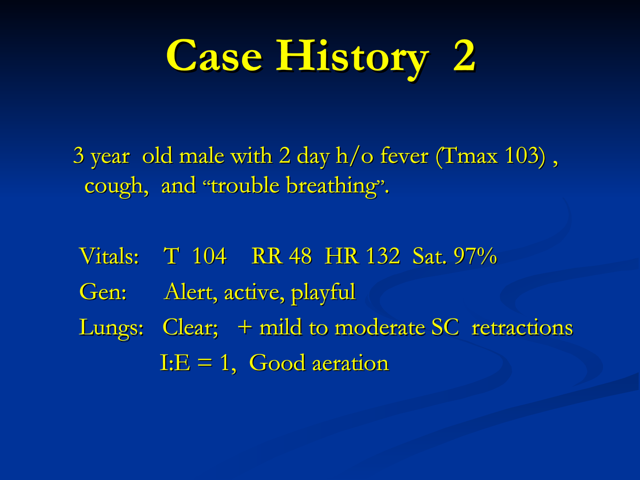 Case History 2
3 year old male with 2 day h/o fever (Tmax 103) ,
cough, and “trouble breathing”.
Vitals: T 104 RR 48 HR 132 Sat. 97%
Gen: Alert, active, playful
Lungs: Clear; + mild to moderate SC retractions
I:E = 1, Good aeration